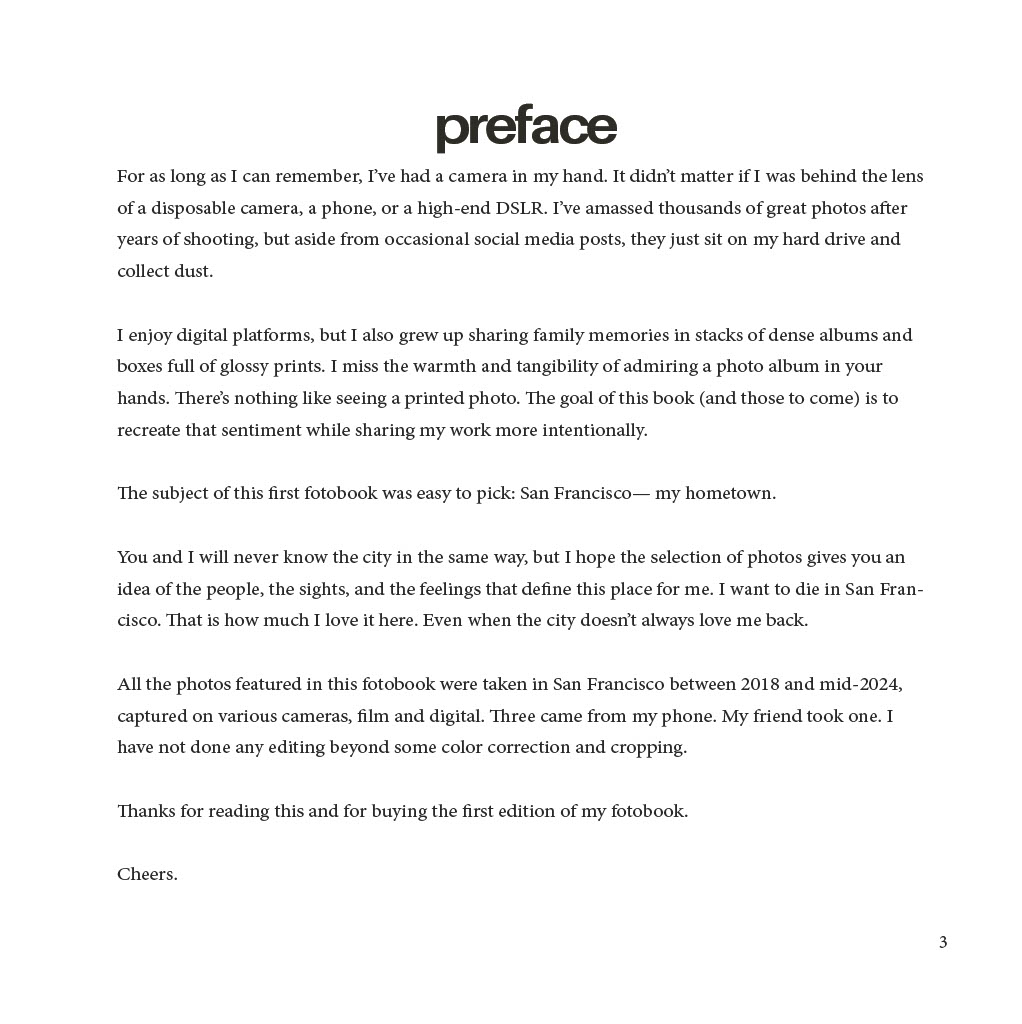 preface
For as long as I can remember, I’ve had a camera in my hand. It didn’t matter if I was behind the lens
of a disposable camera, a phone, or a high-end DSLR. I’ve amassed thousands of great photos after
years of shooting, but aside from occasional social media posts, they just sit on my hard drive and
collect dust.
I enjoy digital platforms, but I also grew up sharing family memories in stacks of dense albums and
boxes full of glossy prints. I miss the warmth and tangibility of admiring a photo album in your
hands. There’s nothing like seeing a printed photo. The goal of this book (and those to come) is to
recreate that sentiment while sharing my work more intentionally.
The subject of this first fotobook was easy to pick: San Francisco— my hometown.
You and I will never know the city in the same way, but I hope the selection of photos gives you an
idea of the people, the sights, and the feelings that define this place for me. I want to die in San Fran-
cisco. That is how much I love it here. Even when the city doesn’t always love me back.
All the photos featured in this fotobook were taken in San Francisco between 2018 and mid-2024,
captured on various cameras, film and digital. Three came from my phone. My friend took one. I
have not done any editing beyond some color correction and cropping.
Thanks for reading this and for buying the first edition of my fotobook.
Cheers.
3